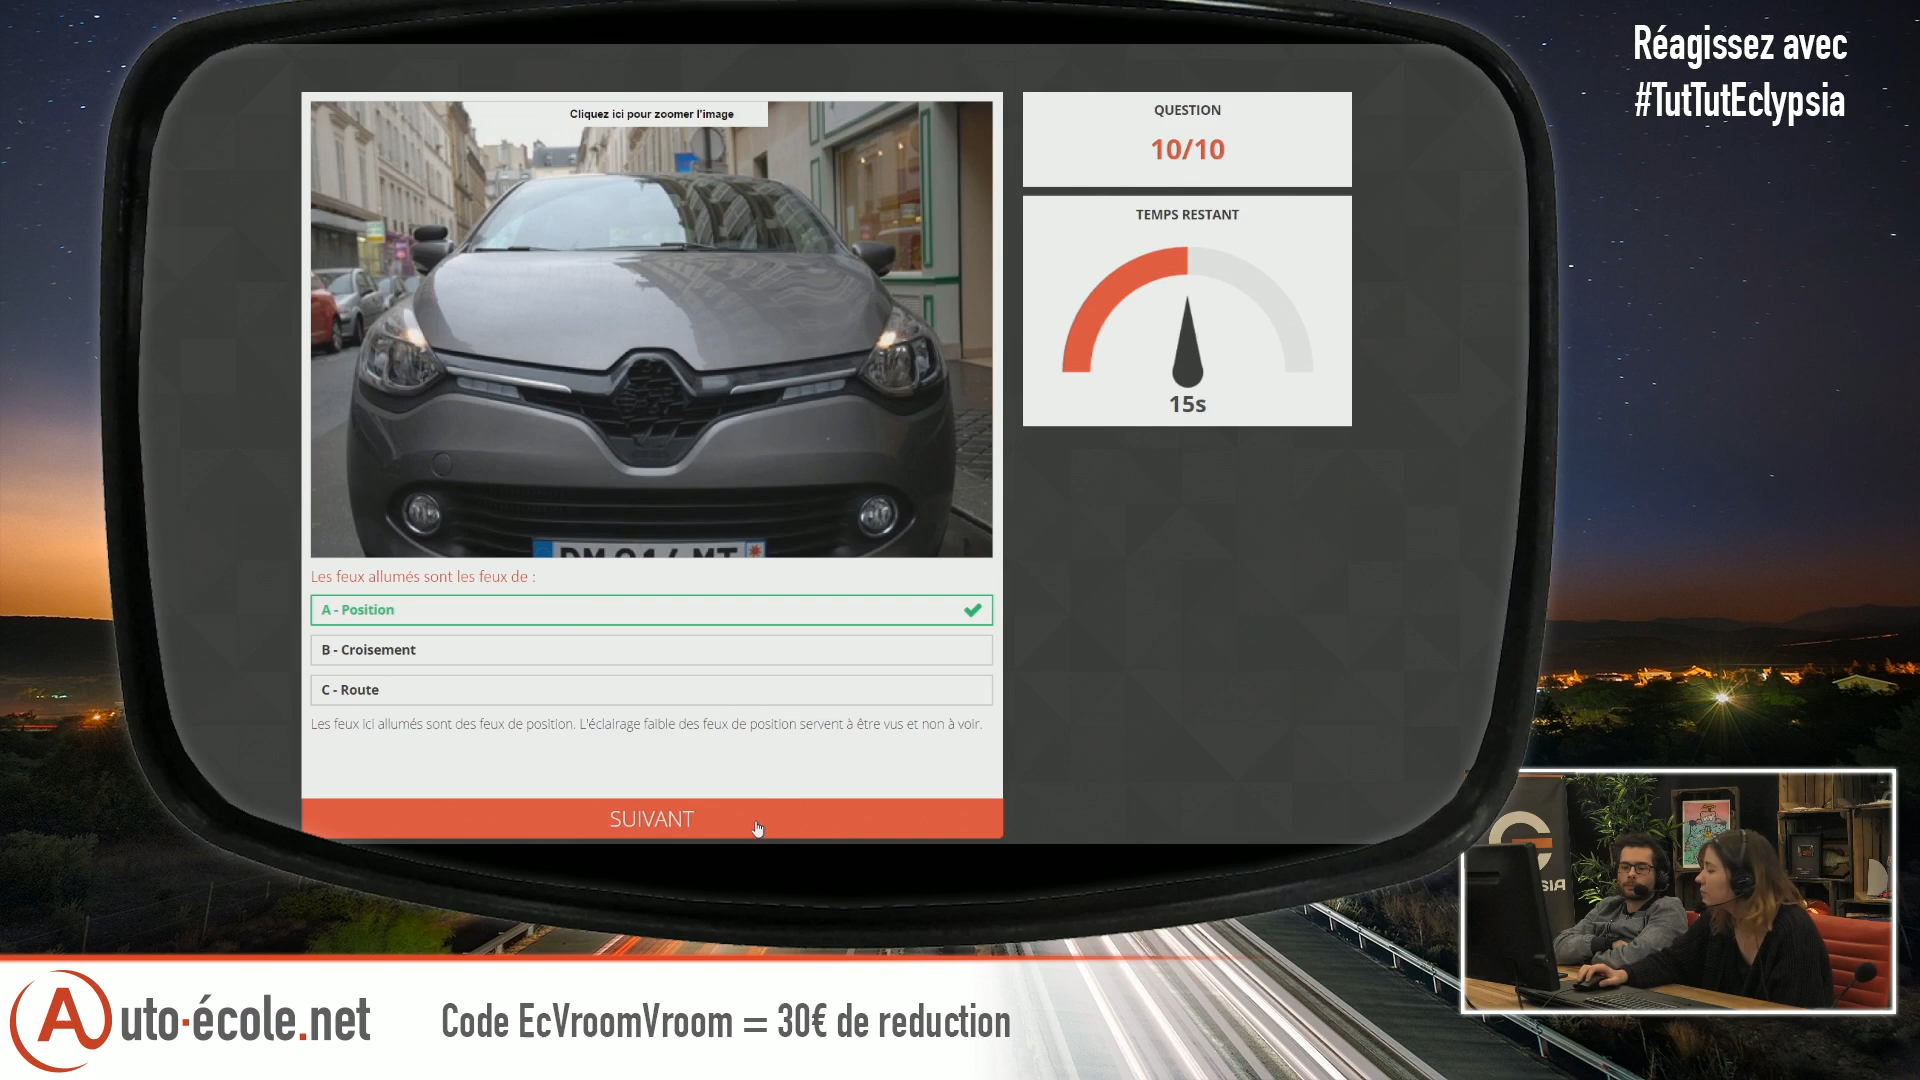 Réagissez avec
#TutTutEclypsia
Cliquez ici pour zoomer l'image
QUESTION
10/10
TEMPS RESTANT
15s
Les feux allumés sont les feux de :
A - Position
B - Croisement
C - Route
Les feux ici allumés sont des feux de position. L'éclairage faible des feux de position servent à être vus et non à voir.
SUIVANT
SIA
Auto·école.net
Code EcVroomVroom = 30€ de reduction